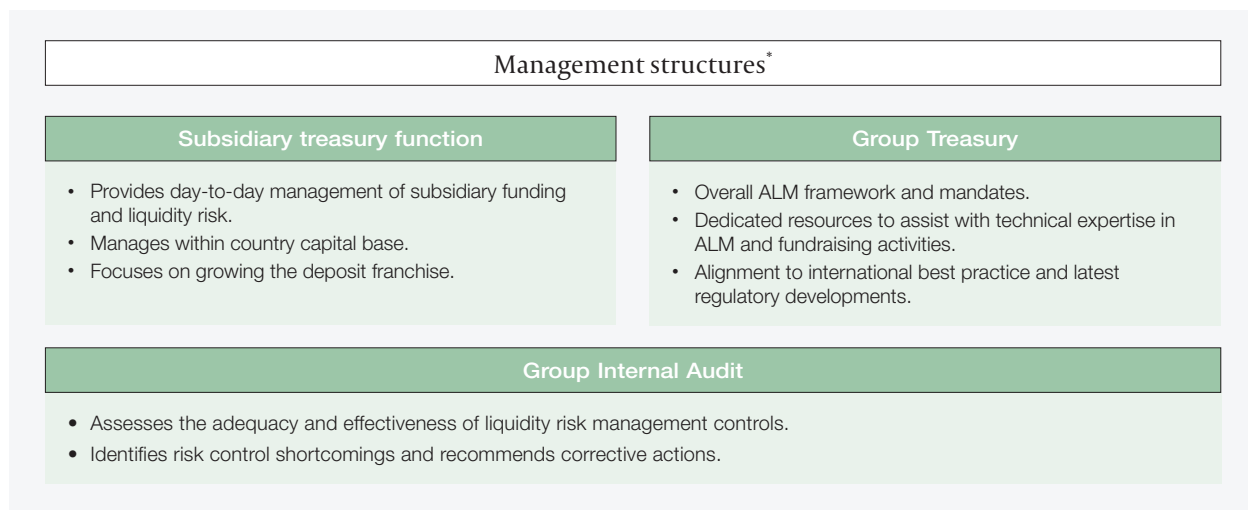 Management structures*
Subsidiary treasury function
• Provides day-to-day management of subsidiary funding
and liquidity risk.
• Manages within country capital base.
• Focuses on growing the deposit franchise.
Group Treasury
• Overall ALM framework and mandates.
• Dedicated resources to assist with technical expertise in
ALM and fundraising activities.
• Alignment to international best practice and latest
regulatory developments.
Group Internal Audit
• Assesses the adequacy and effectiveness of liquidity risk management controls.
• Identifies risk control shortcomings and recommends corrective actions.